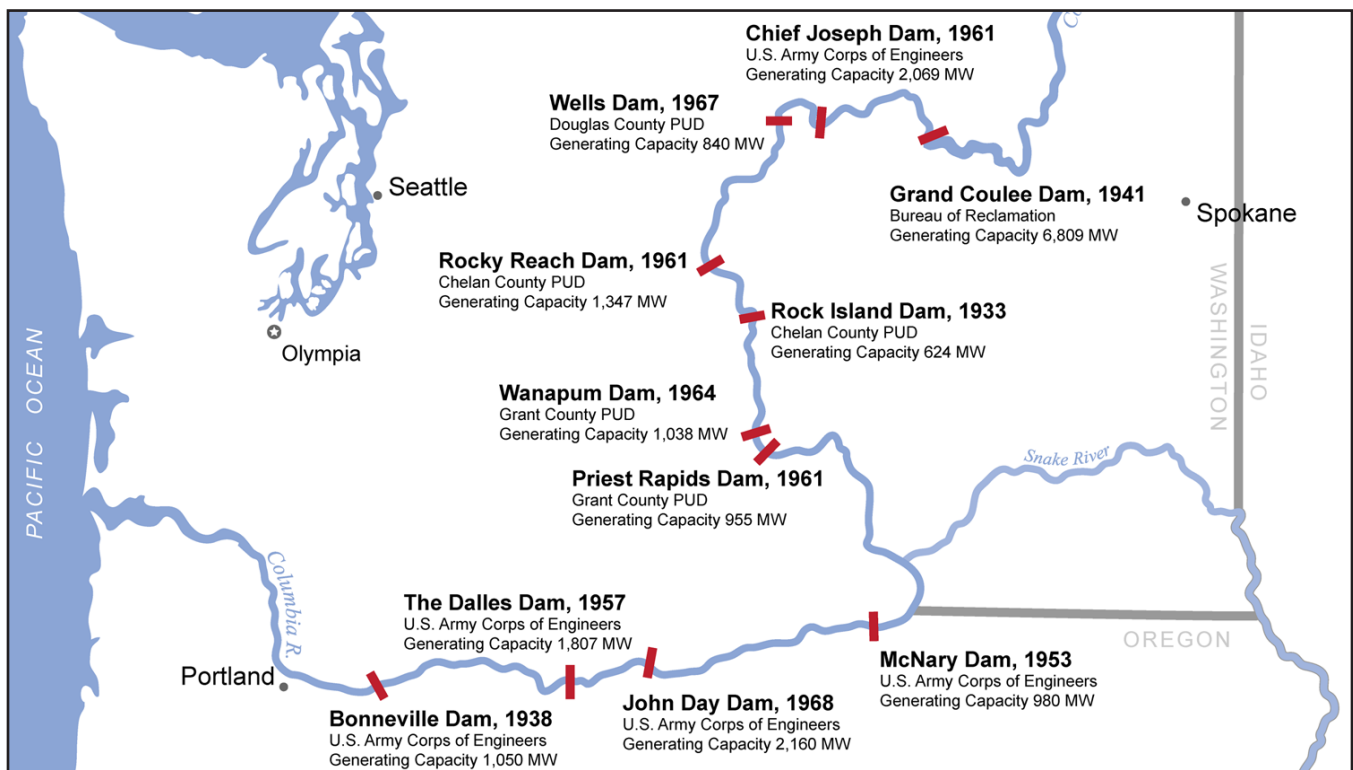 Chief Joseph Dam, 1961
U.S. Army Corps of Engineers
Generating Capacity 2,069 MW
Wells Dam, 1967
Douglas County PUD
Generating Capacity 840 MW
Seattle
Grand Coulee Dam, 1941
Bureau of Reclamation
Generating Capacity 6,809 MW
Spokane
Rocky Reach Dam, 1961
Chelan County PUD
Generating Capacity 1,347 MW
Rock Island Dam, 1933
Chelan County PUD
Generating Capacity 624 MW
WASHINGTON
IDAHO
Olympia
PACIFIC OCEAN
Wanapum Dam, 1964
Grant County PUD
Generating Capacity 1,038 MW
Snake River
Priest Rapids Dam, 1961
Grant County PUD
Generating Capacity 955 MW
Columbia R.
The Dalles Dam, 1957
U.S. Army Corps of Engineers
Generating Capacity 1,807 MW
OREGON
Portland
McNary Dam, 1953
U.S. Army Corps of Engineers
Generating Capacity 980 MW
John Day Dam, 1968
U.S. Army Corps of Engineers
Generating Capacity 2,160 MW
Bonneville Dam, 1938
U.S. Army Corps of Engineers
Generating Capacity 1,050 MW